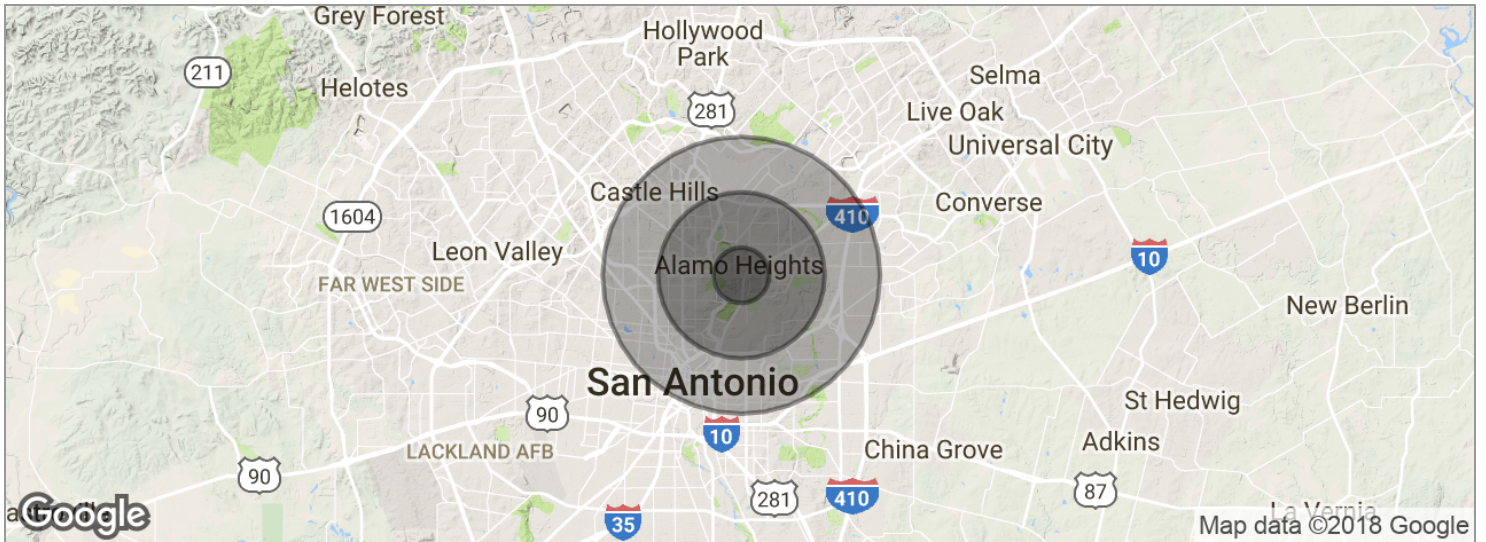 Grey Forest
Hollywood
Park
211
Selma
Helotes
281
Live Oak
Universal City
Castle Hills
1604
410
Converse
Leon Valley
10
Alamo Heights
FAR WEST SIDE
New Berlin
San Antonio
St Hedwig
90
10
Adkins
LACKLAND AFB
China Grove
90
87
281
410
La Vernia
Google
35
Map data ©2018 Google